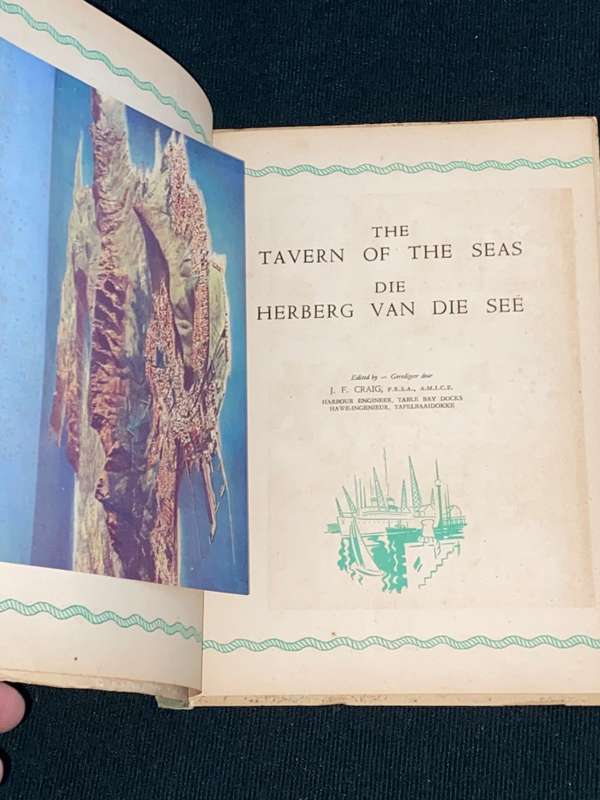 THE
TAVERN OF THE SEAS
DIE
HERBERG VAN DIE SEË
Edited by — Geredigeer deur
J. F. CRAIG, F.R.S.A., A.M.I.C.E.
HARBOUR ENGINEER, TABLE BAY DOCKS
HAWE-INGENIEUR, TAFELBAAIDOKKE